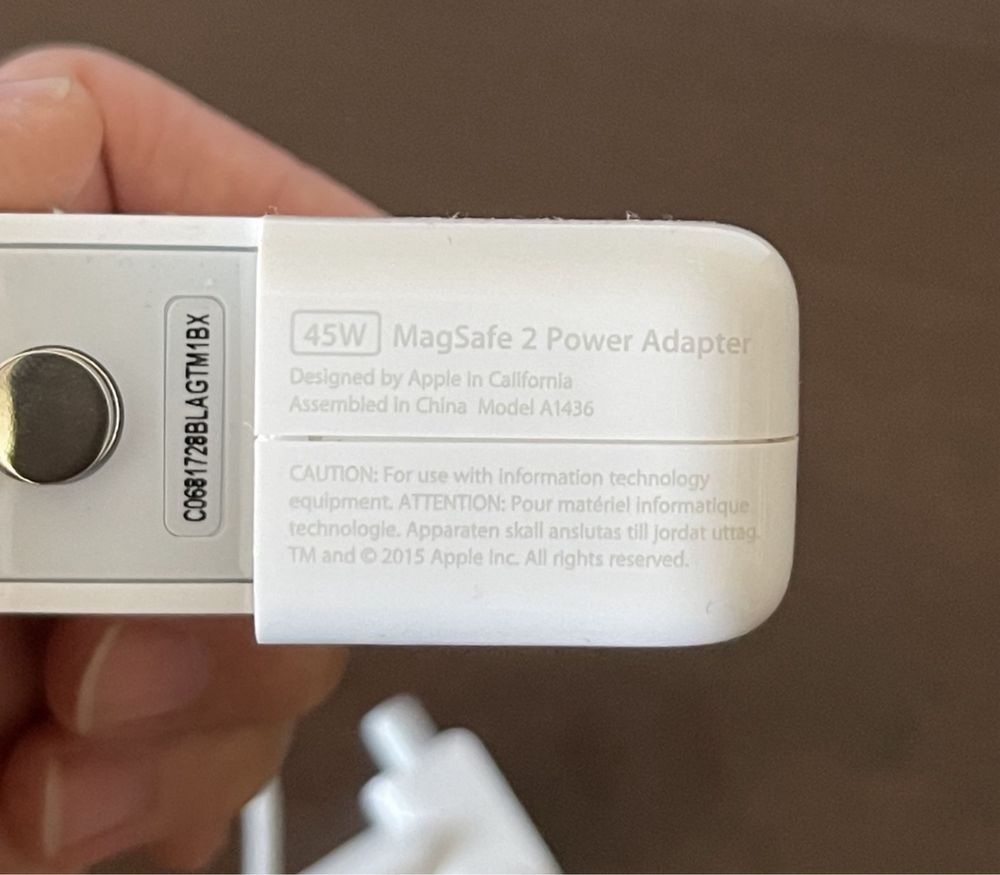 C0681728BLAGTM1BX
45W MagSafe 2 Power Adapter
Designed by Apple in California
Assembled in China Model A1436
CAUTION: For use with information technology
equipment. ATTENTION: Pour matériel informatique
technologie. Apparaten skall anslutas till jordat uttag.
TM and © 2015 Apple Inc. All rights reserved.